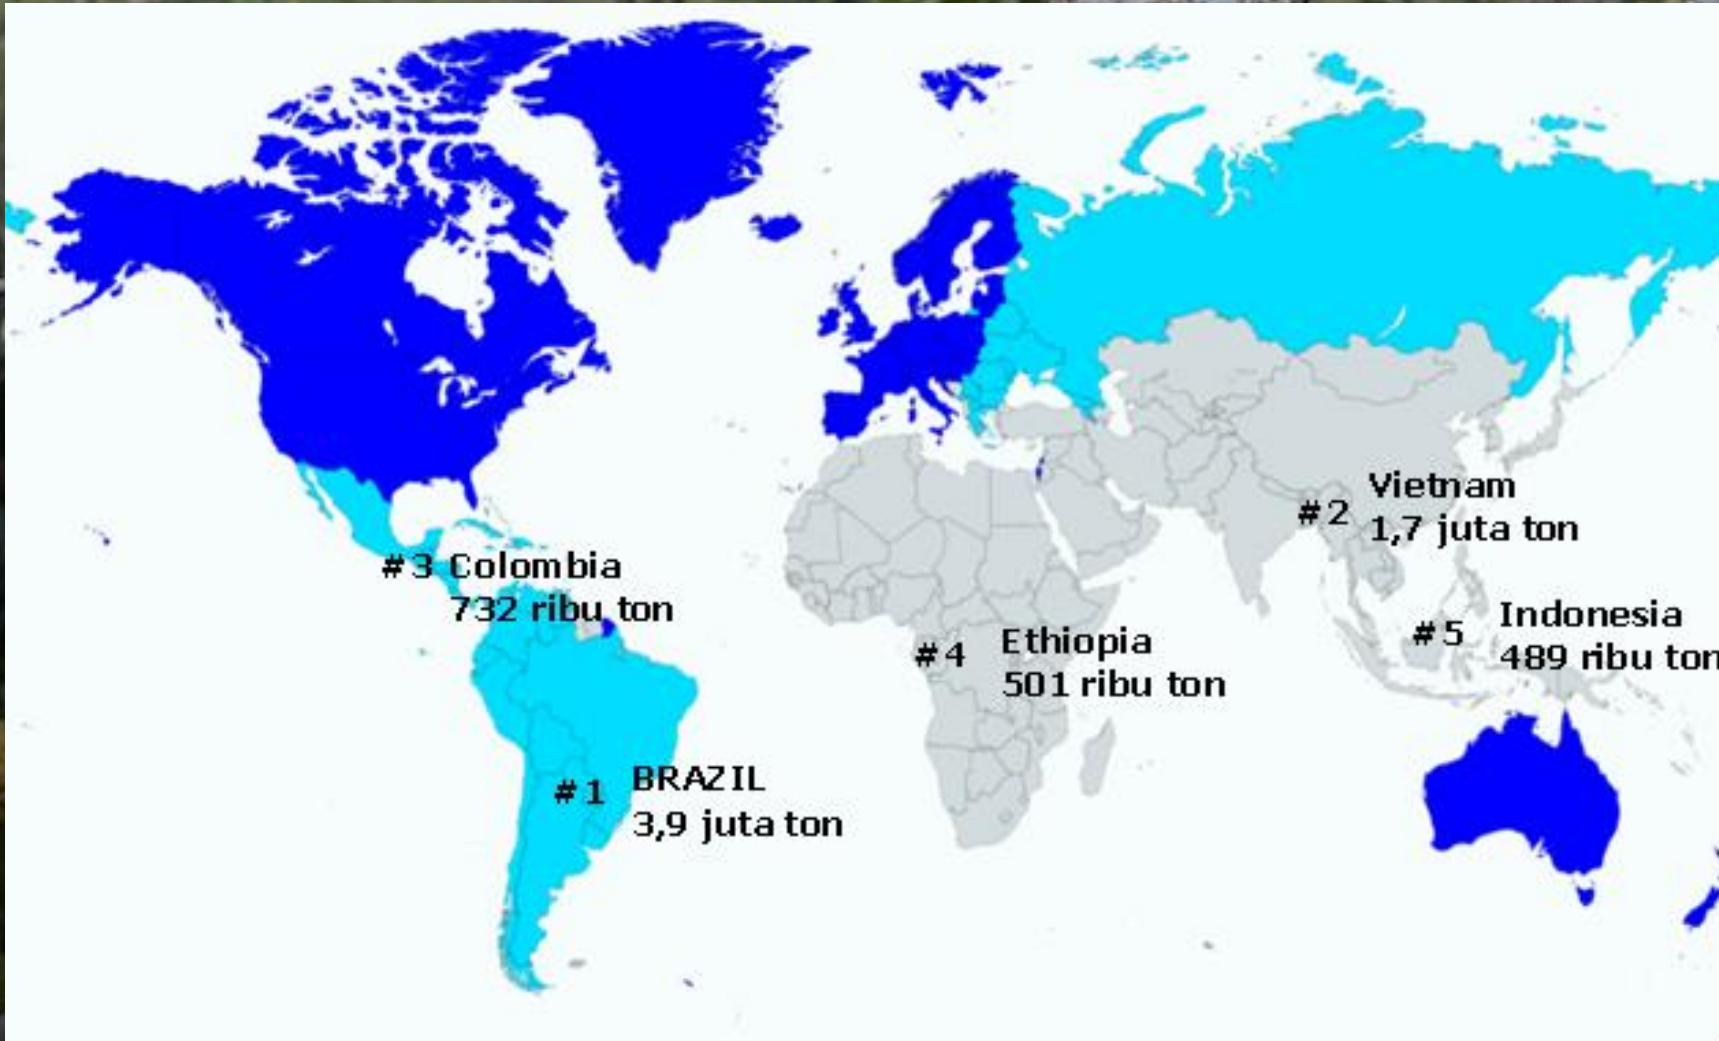 Vietnam
#2
1,7 juta ton
#3 Colombia
732 ribu ton
Indonesia
#5
489 ribu ton
Ethiopia
#4
501 ribu ton
BRAZIL
#1
3,9 juta ton